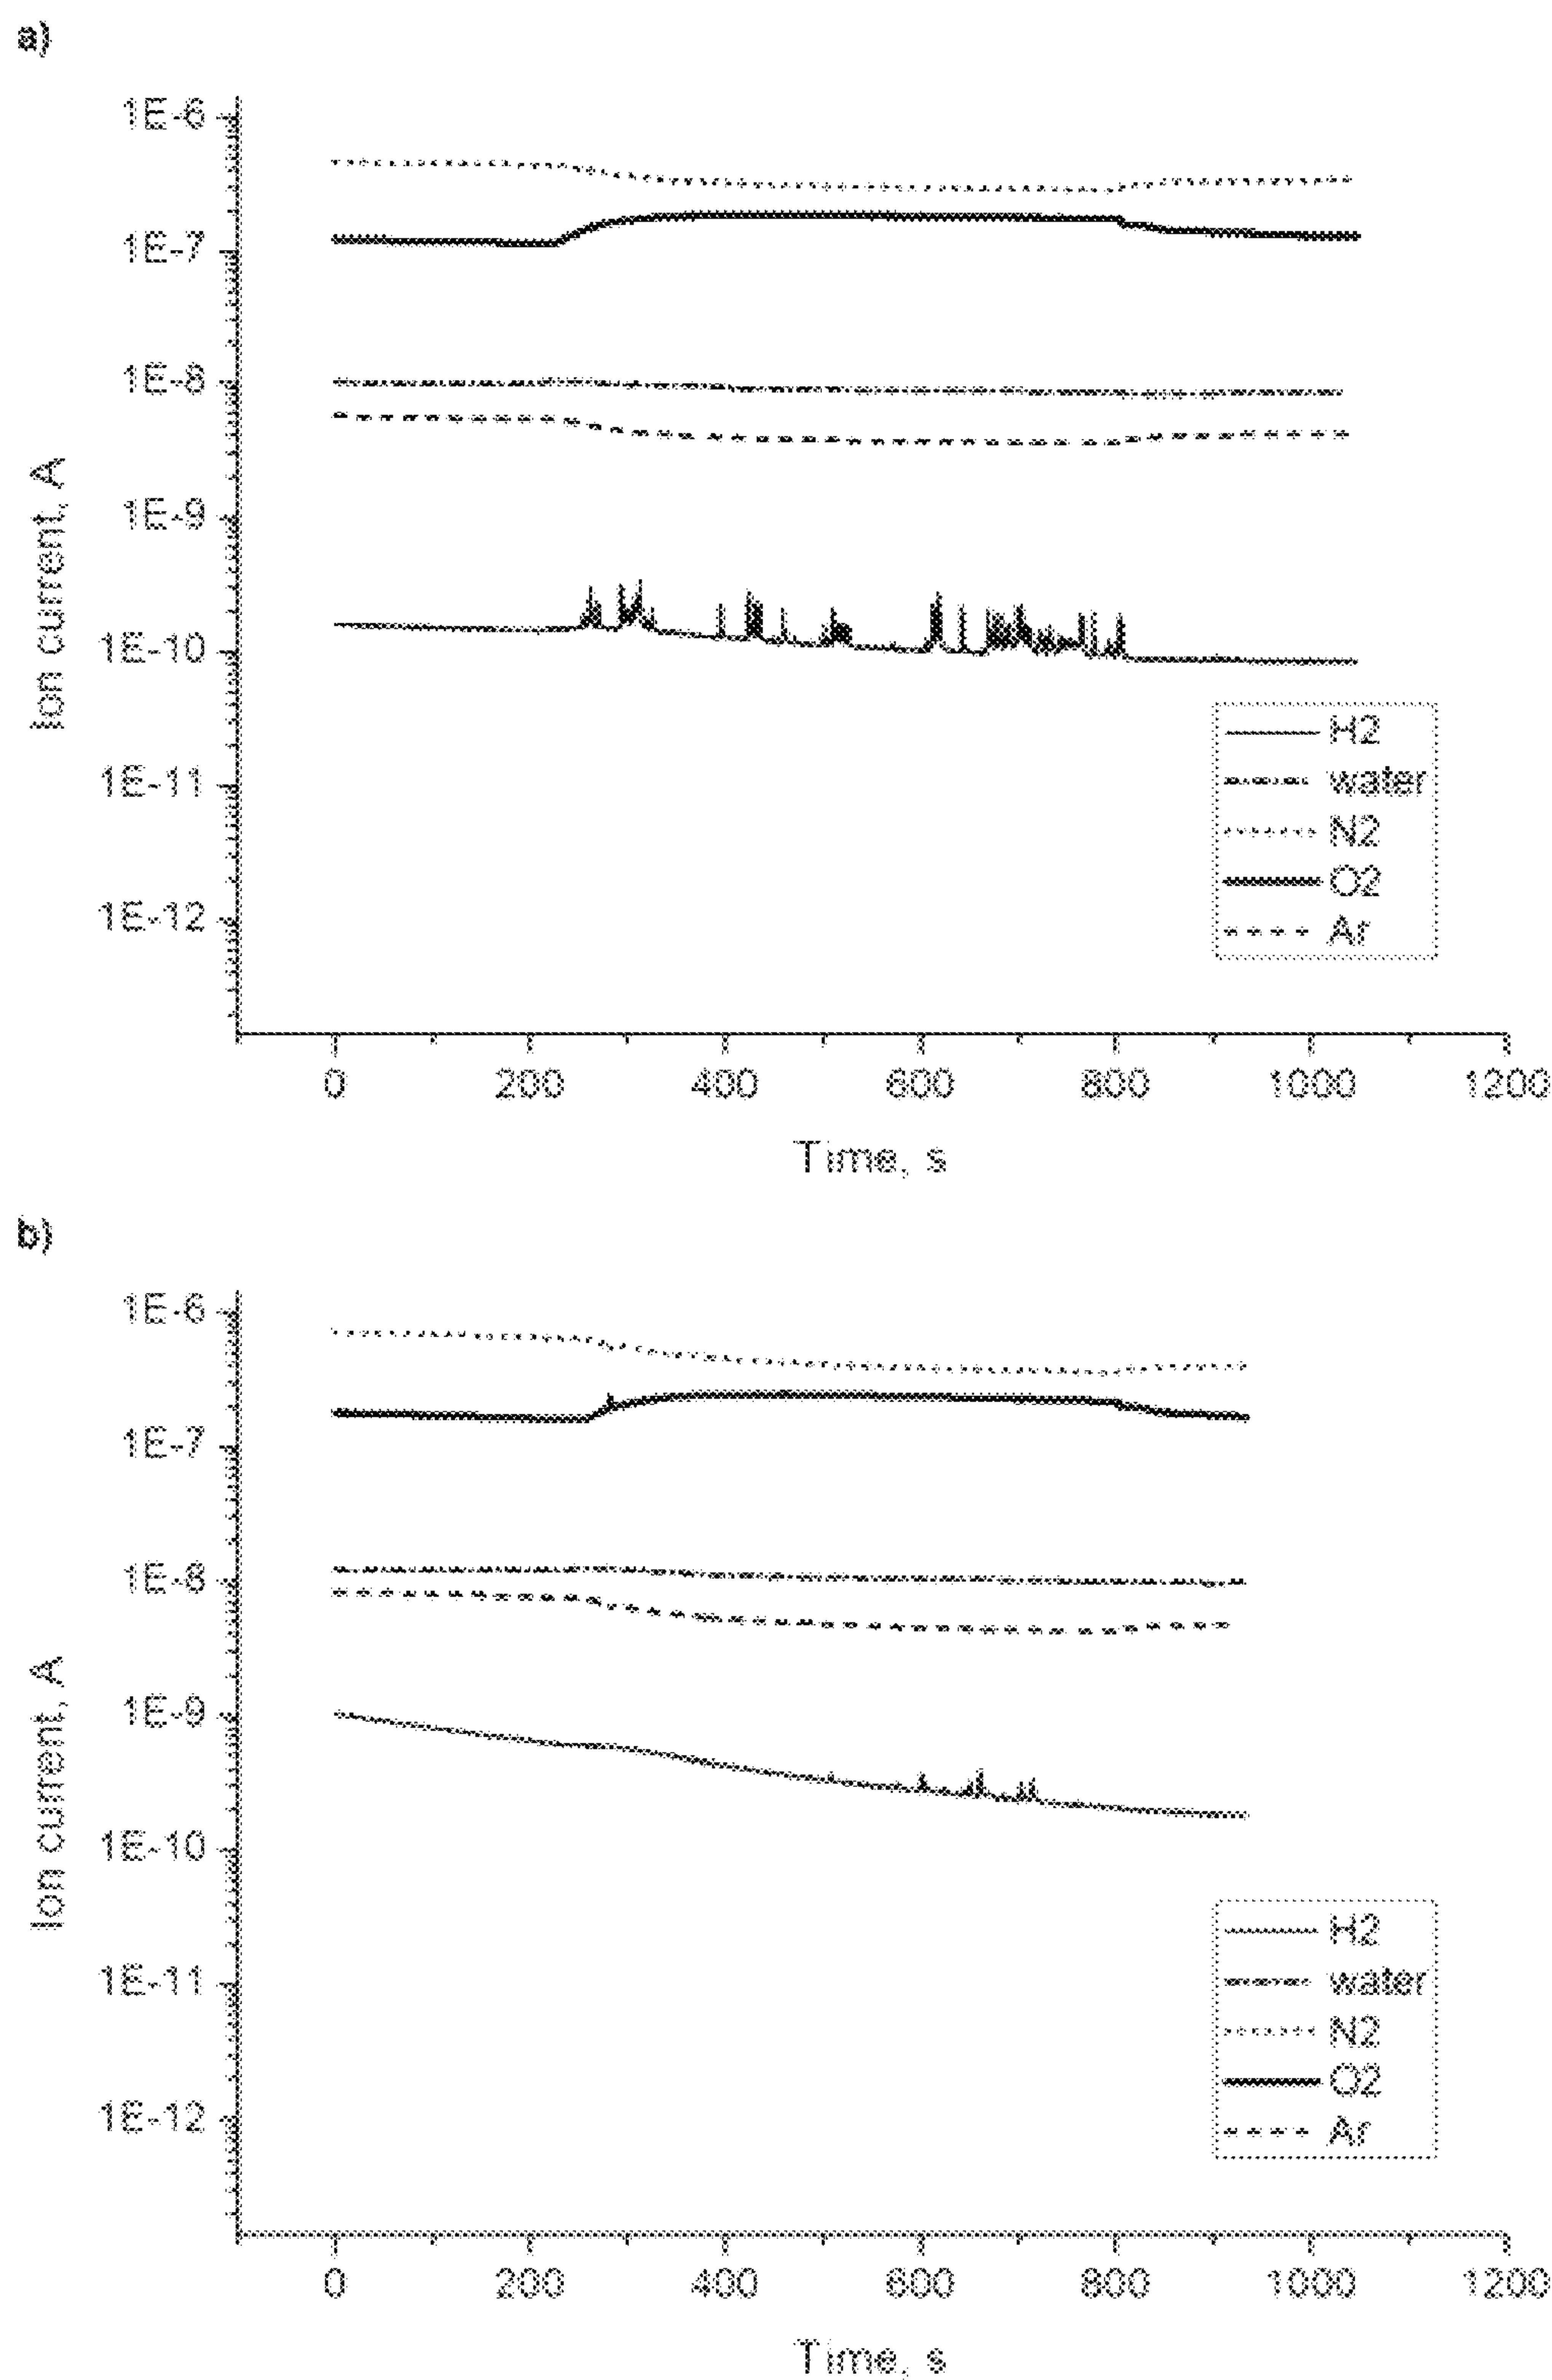 a)
1E-6
1E-7
1E-8
1E-9
1E-10
1E-11
1E-12
Ion current, A
H2
water
N2
O2
Ar
0 200 400 600 800 1000 1200
Time, s
b)
1E-6
1E-7
1E-8
1E-9
1E-10
1E-11
1E-12
Ion current, A
H2
water
N2
O2
Ar
0 200 400 600 800 1000 1200
Time, s